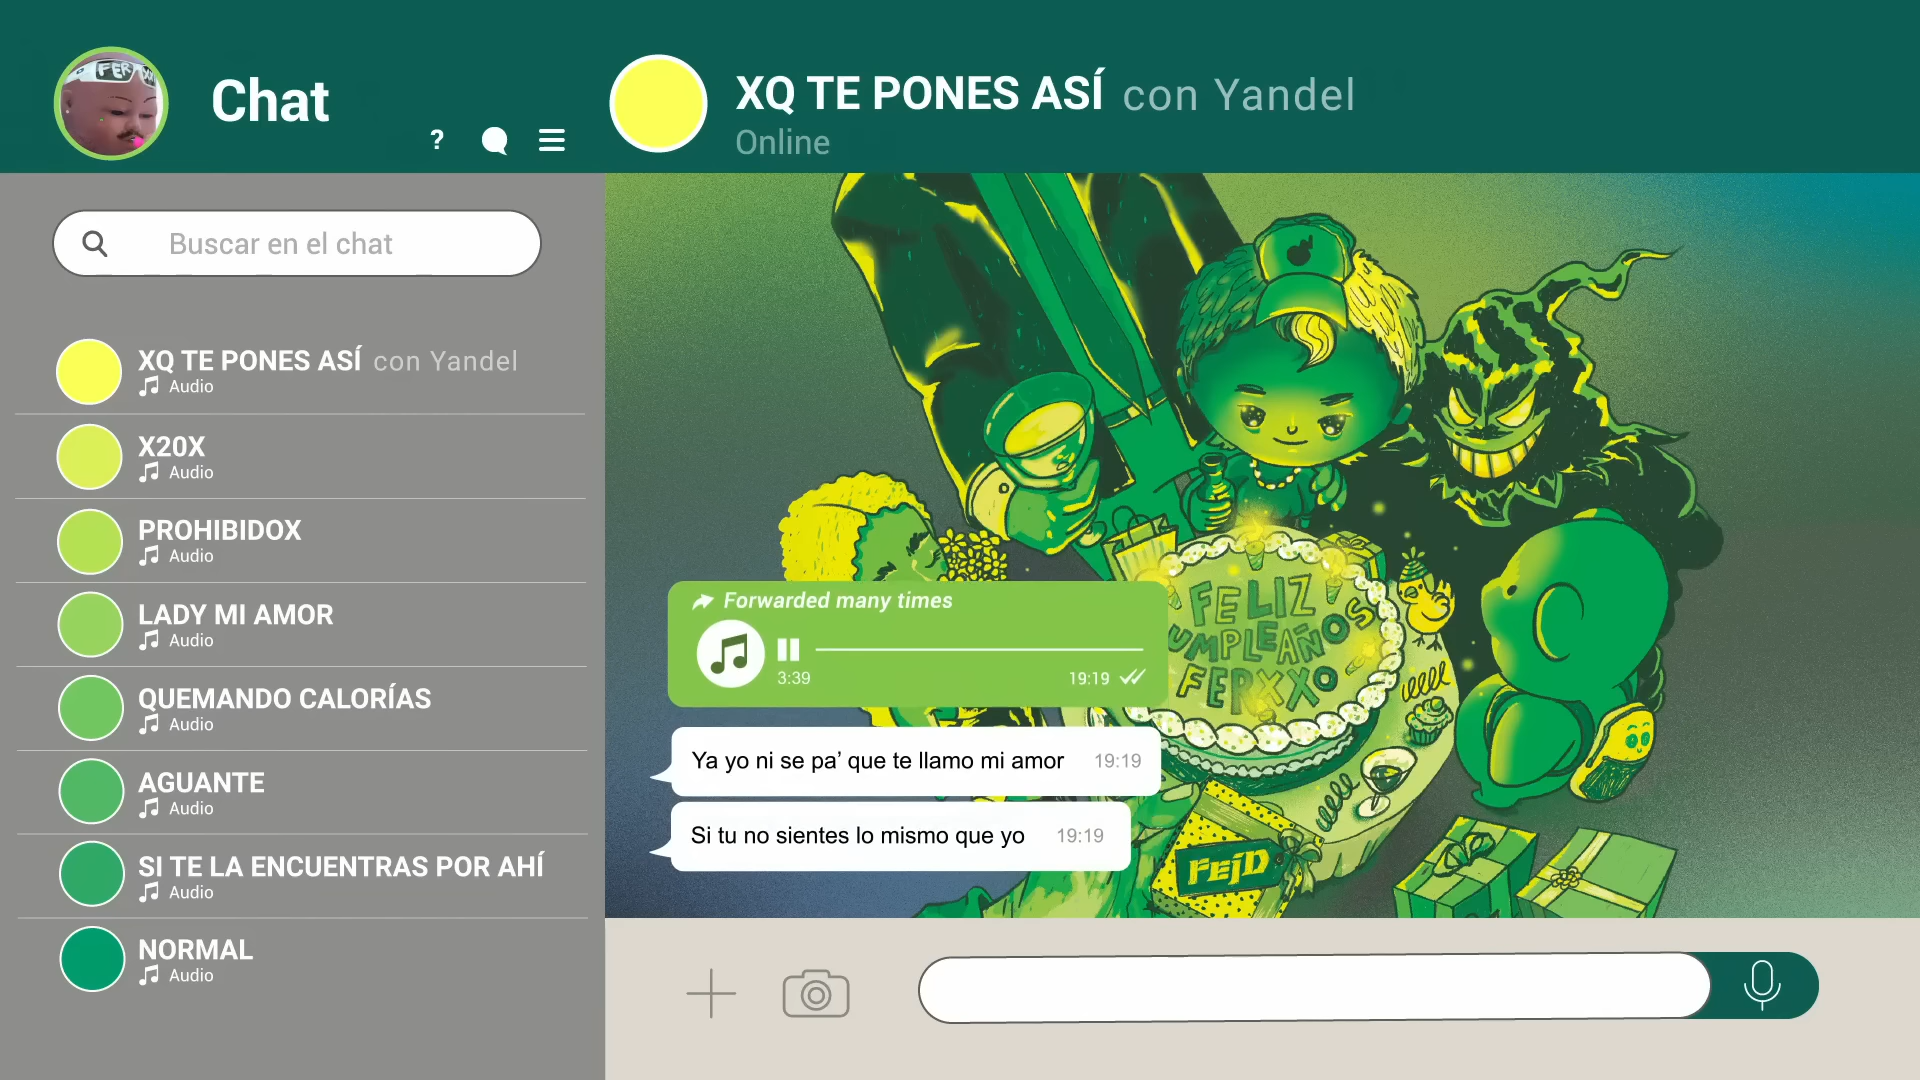 FERXX
Chat
?
XQ TE PONES ASÍ con Yandel
Online
Buscar en el chat
XQ TE PONES ASÍ con Yandel
Audio
X20X
Audio
PROHIBIDOX
Audio
LADY MI AMOR
Audio
QUEMANDO CALORÍAS
Audio
AGUANTE
Audio
SI TE LA ENCUENTRAS POR AHÍ
Audio
NORMAL
Audio
FELIZ
UMPLEAÑOS
FERXXO
Forwarded many times
3:39
19:19
Ya yo ni se pa’ que te llamo mi amor 19:19
Si tu no sientes lo mismo que yo 19:19
FEID